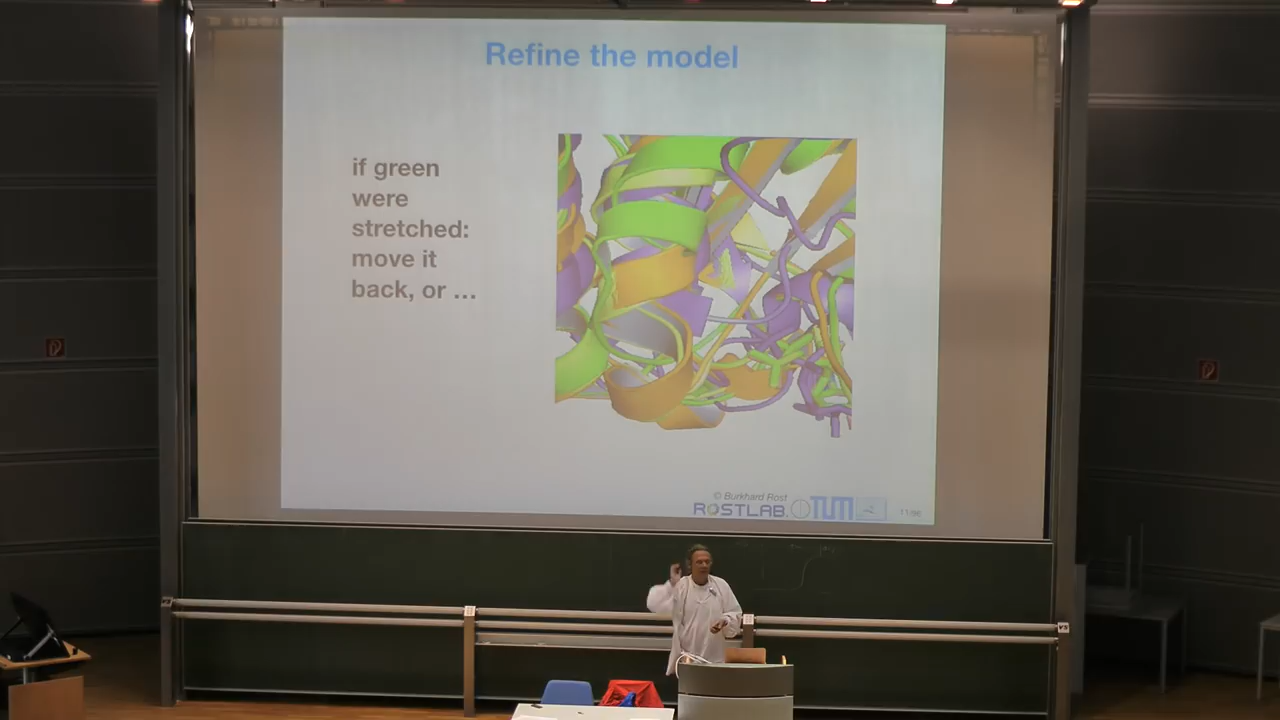 Refine the model
if green
were
stretched:
move it
back, or …
© Burkhard Rost
ROSTLAB TUM